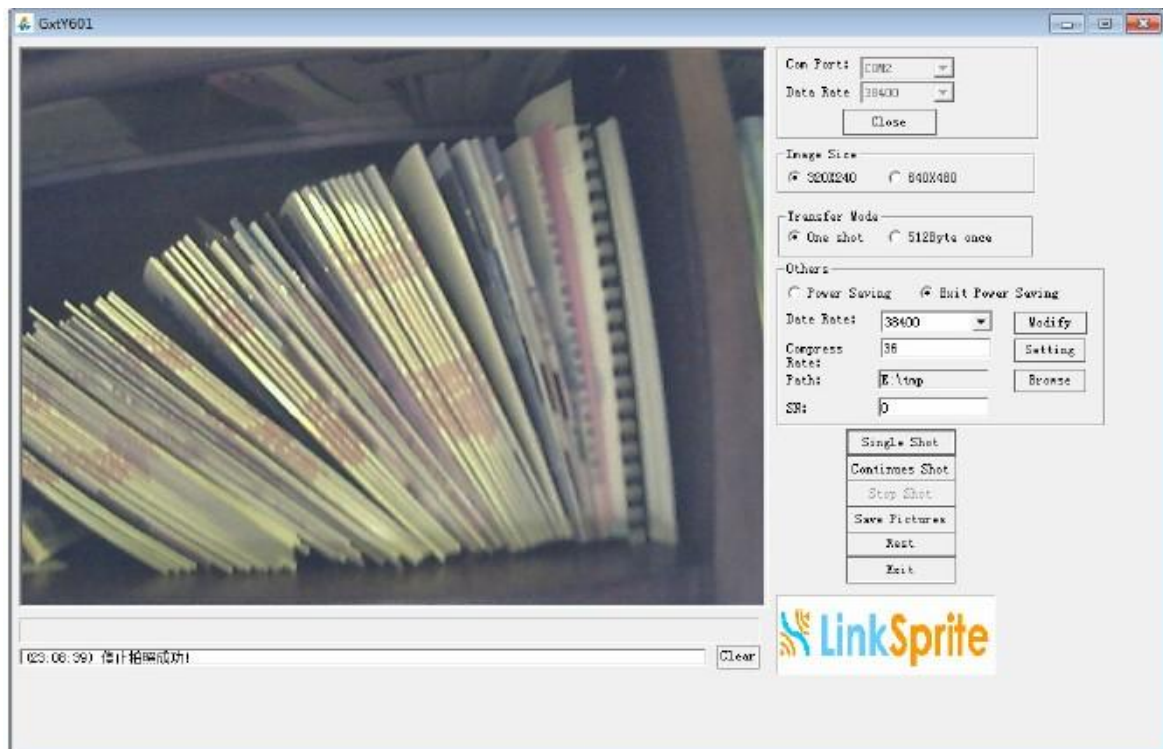 GxtY601
Com Port: COM2
Data Rate 38400
Close
Image Size
320X240 640X480
Transfer Mode
One shot 512Byte once
Others
Power Saving Exit Power Saving
Date Rate: 38400 Modify
Compress Rate: 36 Setting
Path: E:\tmp Browse
SN: 0
Single Shot
Continues Shot
Stop Shot
Save Pictures
Rest
Exit
LinkSprite
(23:08:39) 停止拍照成功! Clear